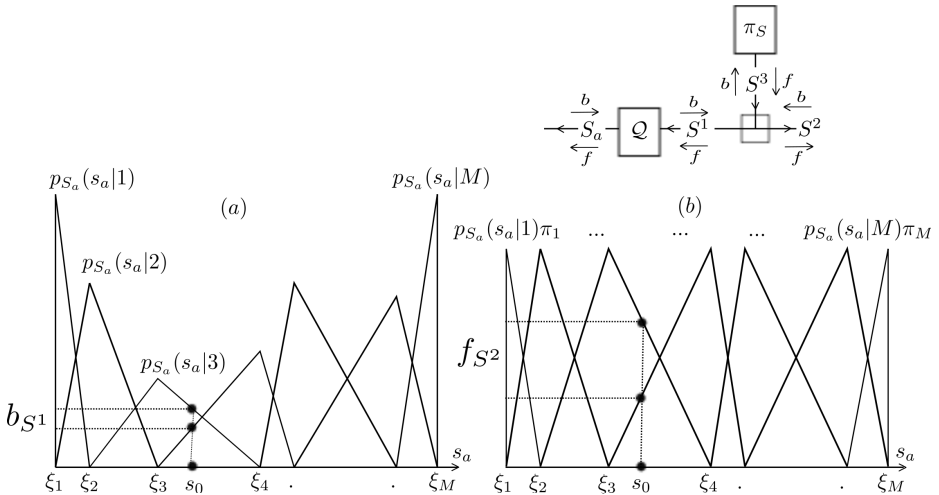 π_S
b S^3 f
b b b
S_a Q S^1 S^2
f f f
p_{S_a}(s_a|1) (a) p_{S_a}(s_a|M)
p_{S_a}(s_a|2)
p_{S_a}(s_a|3)
b_{S^1}
s_a
ξ_1 ξ_2 ξ_3 s_0 ξ_4 . . ξ_M
(b)
p_{S_a}(s_a|1)π_1 ... ... ... p_{S_a}(s_a|M)π_M
f_{S^2}
s_a
ξ_1 ξ_2 ξ_3 s_0 ξ_4 . . ξ_M